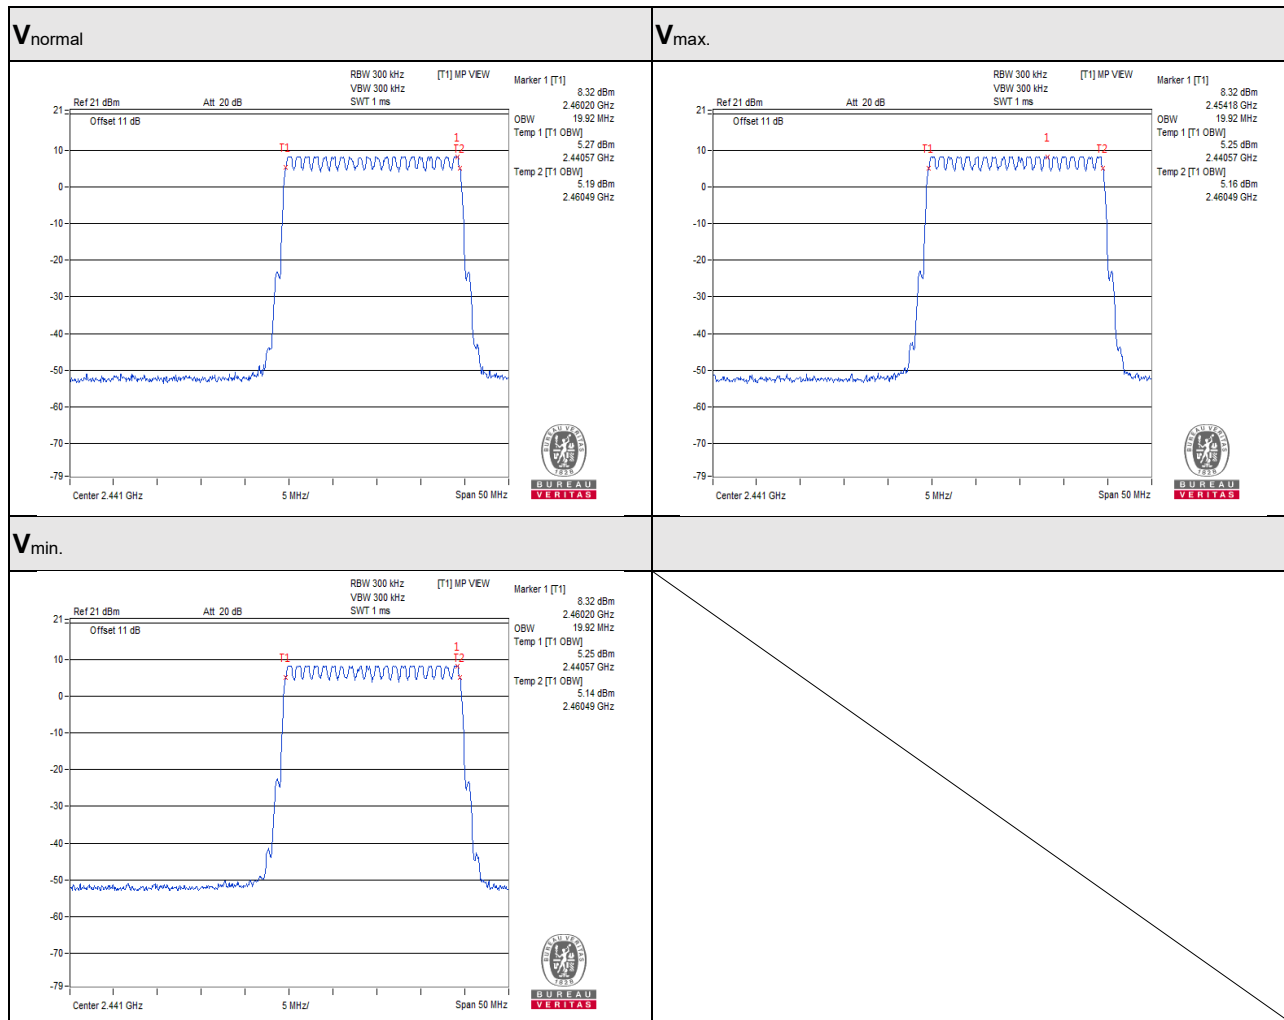 Vnormal
RBW 300 kHz [T1] MP VIEW
VBW 300 kHz
Ref 21 dBm Att 20 dB SWT 1 ms
Offset 11 dB
Marker 1 [T1]
8.32 dBm
2.46020 GHz
OBW 19.92 MHz
Temp 1 [T1 OBW]
5.27 dBm
2.44057 GHz
Temp 2 [T1 OBW]
5.19 dBm
2.46049 GHz
21
10
0
-10
-20
-30
-40
-50
-60
-70
-79
T1
1
T2
Center 2.441 GHz 5 MHz/ Span 50 MHz
BUREAU VERITAS
1828
BUREAU
VERITAS
Vmax.
RBW 300 kHz [T1] MP VIEW
VBW 300 kHz
Ref 21 dBm Att 20 dB SWT 1 ms
Offset 11 dB
Marker 1 [T1]
8.32 dBm
2.45418 GHz
OBW 19.92 MHz
Temp 1 [T1 OBW]
5.25 dBm
2.44057 GHz
Temp 2 [T1 OBW]
5.16 dBm
2.46049 GHz
21
10
0
-10
-20
-30
-40
-50
-60
-70
-79
T1
1
T2
Center 2.441 GHz 5 MHz/ Span 50 MHz
BUREAU VERITAS
1828
BUREAU
VERITAS
Vmin.
RBW 300 kHz [T1] MP VIEW
VBW 300 kHz
Ref 21 dBm Att 20 dB SWT 1 ms
Offset 11 dB
Marker 1 [T1]
8.32 dBm
2.46020 GHz
OBW 19.92 MHz
Temp 1 [T1 OBW]
5.25 dBm
2.44057 GHz
Temp 2 [T1 OBW]
5.14 dBm
2.46049 GHz
21
10
0
-10
-20
-30
-40
-50
-60
-70
-79
T1
1
T2
Center 2.441 GHz 5 MHz/ Span 50 MHz
BUREAU VERITAS
1828
BUREAU
VERITAS